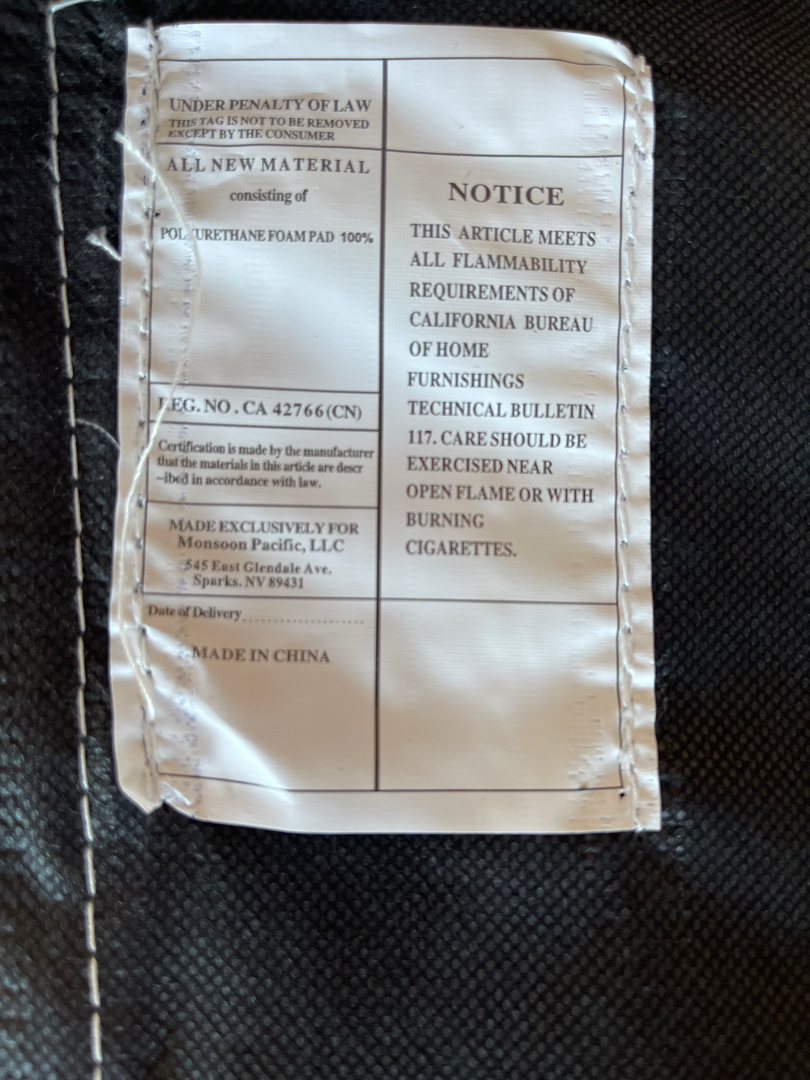 UNDER PENALTY OF LAW
THIS TAG IS NOT TO BE REMOVED
EXCEPT BY THE CONSUMER
ALL NEW MATERIAL
consisting of
POLYURETHANE FOAM PAD 100%
REG. NO. CA 42766(CN)
Certification is made by the manufacturer
that the materials in this article are descr
-ibed in accordance with law.
MADE EXCLUSIVELY FOR
Monsoon Pacific, LLC
545 East Glendale Ave.
Sparks. NV 89431
Date of Delivery
MADE IN CHINA
NOTICE
THIS ARTICLE MEETS
ALL FLAMMABILITY
REQUIREMENTS OF
CALIFORNIA BUREAU
OF HOME
FURNISHINGS
TECHNICAL BULLETIN
117. CARE SHOULD BE
EXERCISED NEAR
OPEN FLAME OR WITH
BURNING
CIGARETTES.